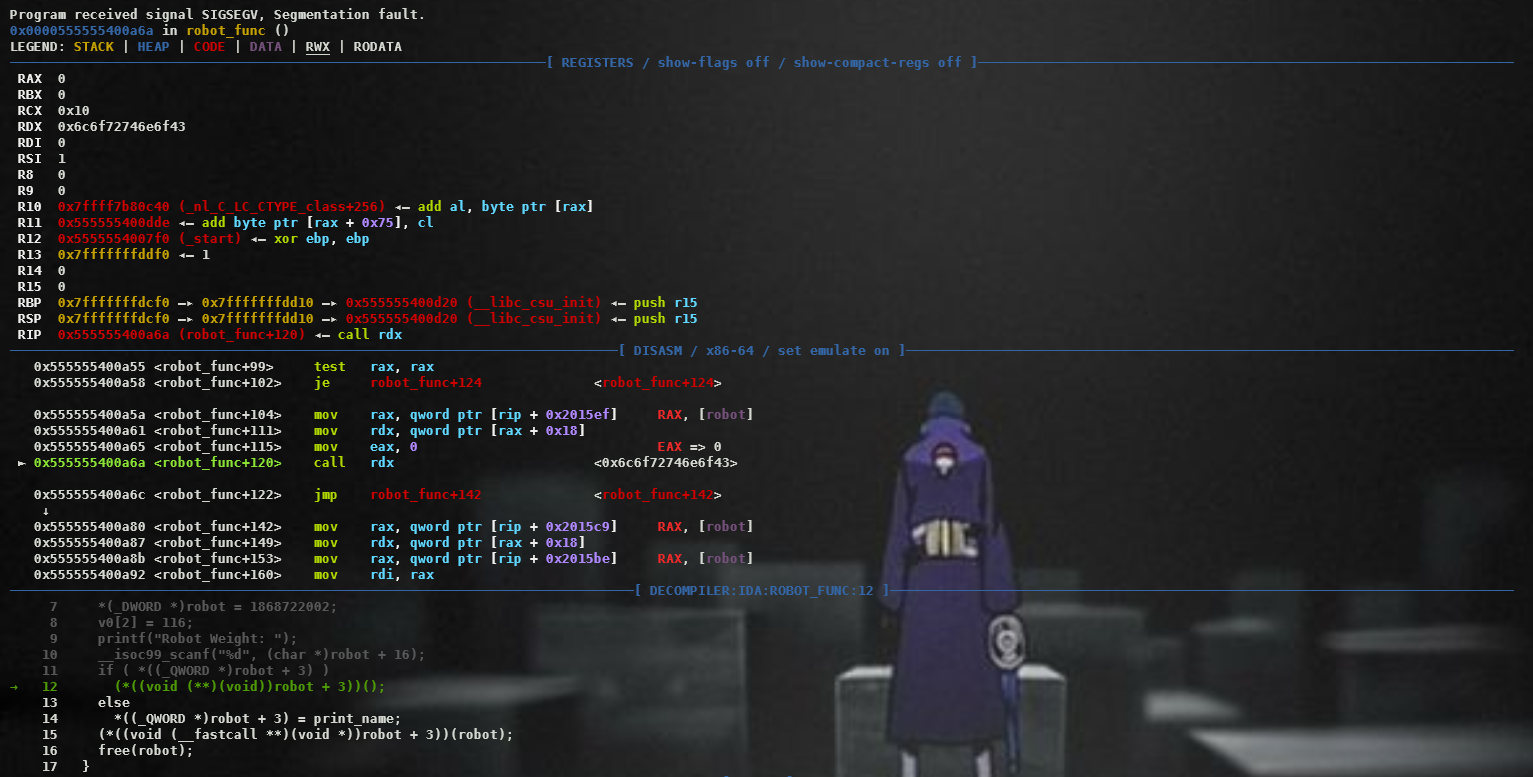 Program received signal SIGSEGV, Segmentation fault.
0x0000555555400a6a in robot_func ()
LEGEND: STACK | HEAP | CODE | DATA | RWX | RODATA
[ REGISTERS / show-flags off / show-compact-regs off ]
RAX  0
RBX  0
RCX  0x10
RDX  0x6c6f72746e6f43
RDI  0
RSI  1
R8   0
R9   0
R10  0x7ffff7b80c40 (_nl_C_LC_CTYPE_class+256) ◂— add al, byte ptr [rax]
R11  0x555555400dde ◂— add byte ptr [rax + 0x75], cl
R12  0x5555554007f0 (_start) ◂— xor ebp, ebp
R13  0x7fffffffddf0 ◂— 1
R14  0
R15  0
RBP  0x7fffffffdcf0 —▸ 0x7fffffffdd10 —▸ 0x555555400d20 (__libc_csu_init) ◂— push r15
RSP  0x7fffffffdcf0 —▸ 0x7fffffffdd10 —▸ 0x555555400d20 (__libc_csu_init) ◂— push r15
RIP  0x555555400a6a (robot_func+120) ◂— call rdx
[ DISASM / x86-64 / set emulate on ]
0x555555400a55 <robot_func+99>     test   rax, rax
0x555555400a58 <robot_func+102>    je     robot_func+124              <robot_func+124>
0x555555400a5a <robot_func+104>    mov    rax, qword ptr [rip + 0x2015ef]     RAX, [robot]
0x555555400a61 <robot_func+111>    mov    rdx, qword ptr [rax + 0x18]
0x555555400a65 <robot_func+115>    mov    eax, 0                              EAX => 0
► 0x555555400a6a <robot_func+120>    call   rdx                         <0x6c6f72746e6f43>
0x555555400a6c <robot_func+122>    jmp    robot_func+142              <robot_func+142>
↓
0x555555400a80 <robot_func+142>    mov    rax, qword ptr [rip + 0x2015c9]     RAX, [robot]
0x555555400a87 <robot_func+149>    mov    rdx, qword ptr [rax + 0x18]
0x555555400a8b <robot_func+153>    mov    rax, qword ptr [rip + 0x2015be]     RAX, [robot]
0x555555400a92 <robot_func+160>    mov    rdi, rax
[ DECOMPILER:IDA:ROBOT_FUNC:12 ]
7     *(_DWORD *)robot = 1868722002;
8     v0[2] = 116;
9     printf("Robot Weight: ");
10     __isoc99_scanf("%d", (char *)robot + 16);
11     if ( *((_QWORD *)robot + 3) )
→ 12       (*((void (**)(void))robot + 3))();
13     else
14       *((_QWORD *)robot + 3) = print_name;
15     (*((void (__fastcall **)(void *))robot + 3))(robot);
16     free(robot);
17   }